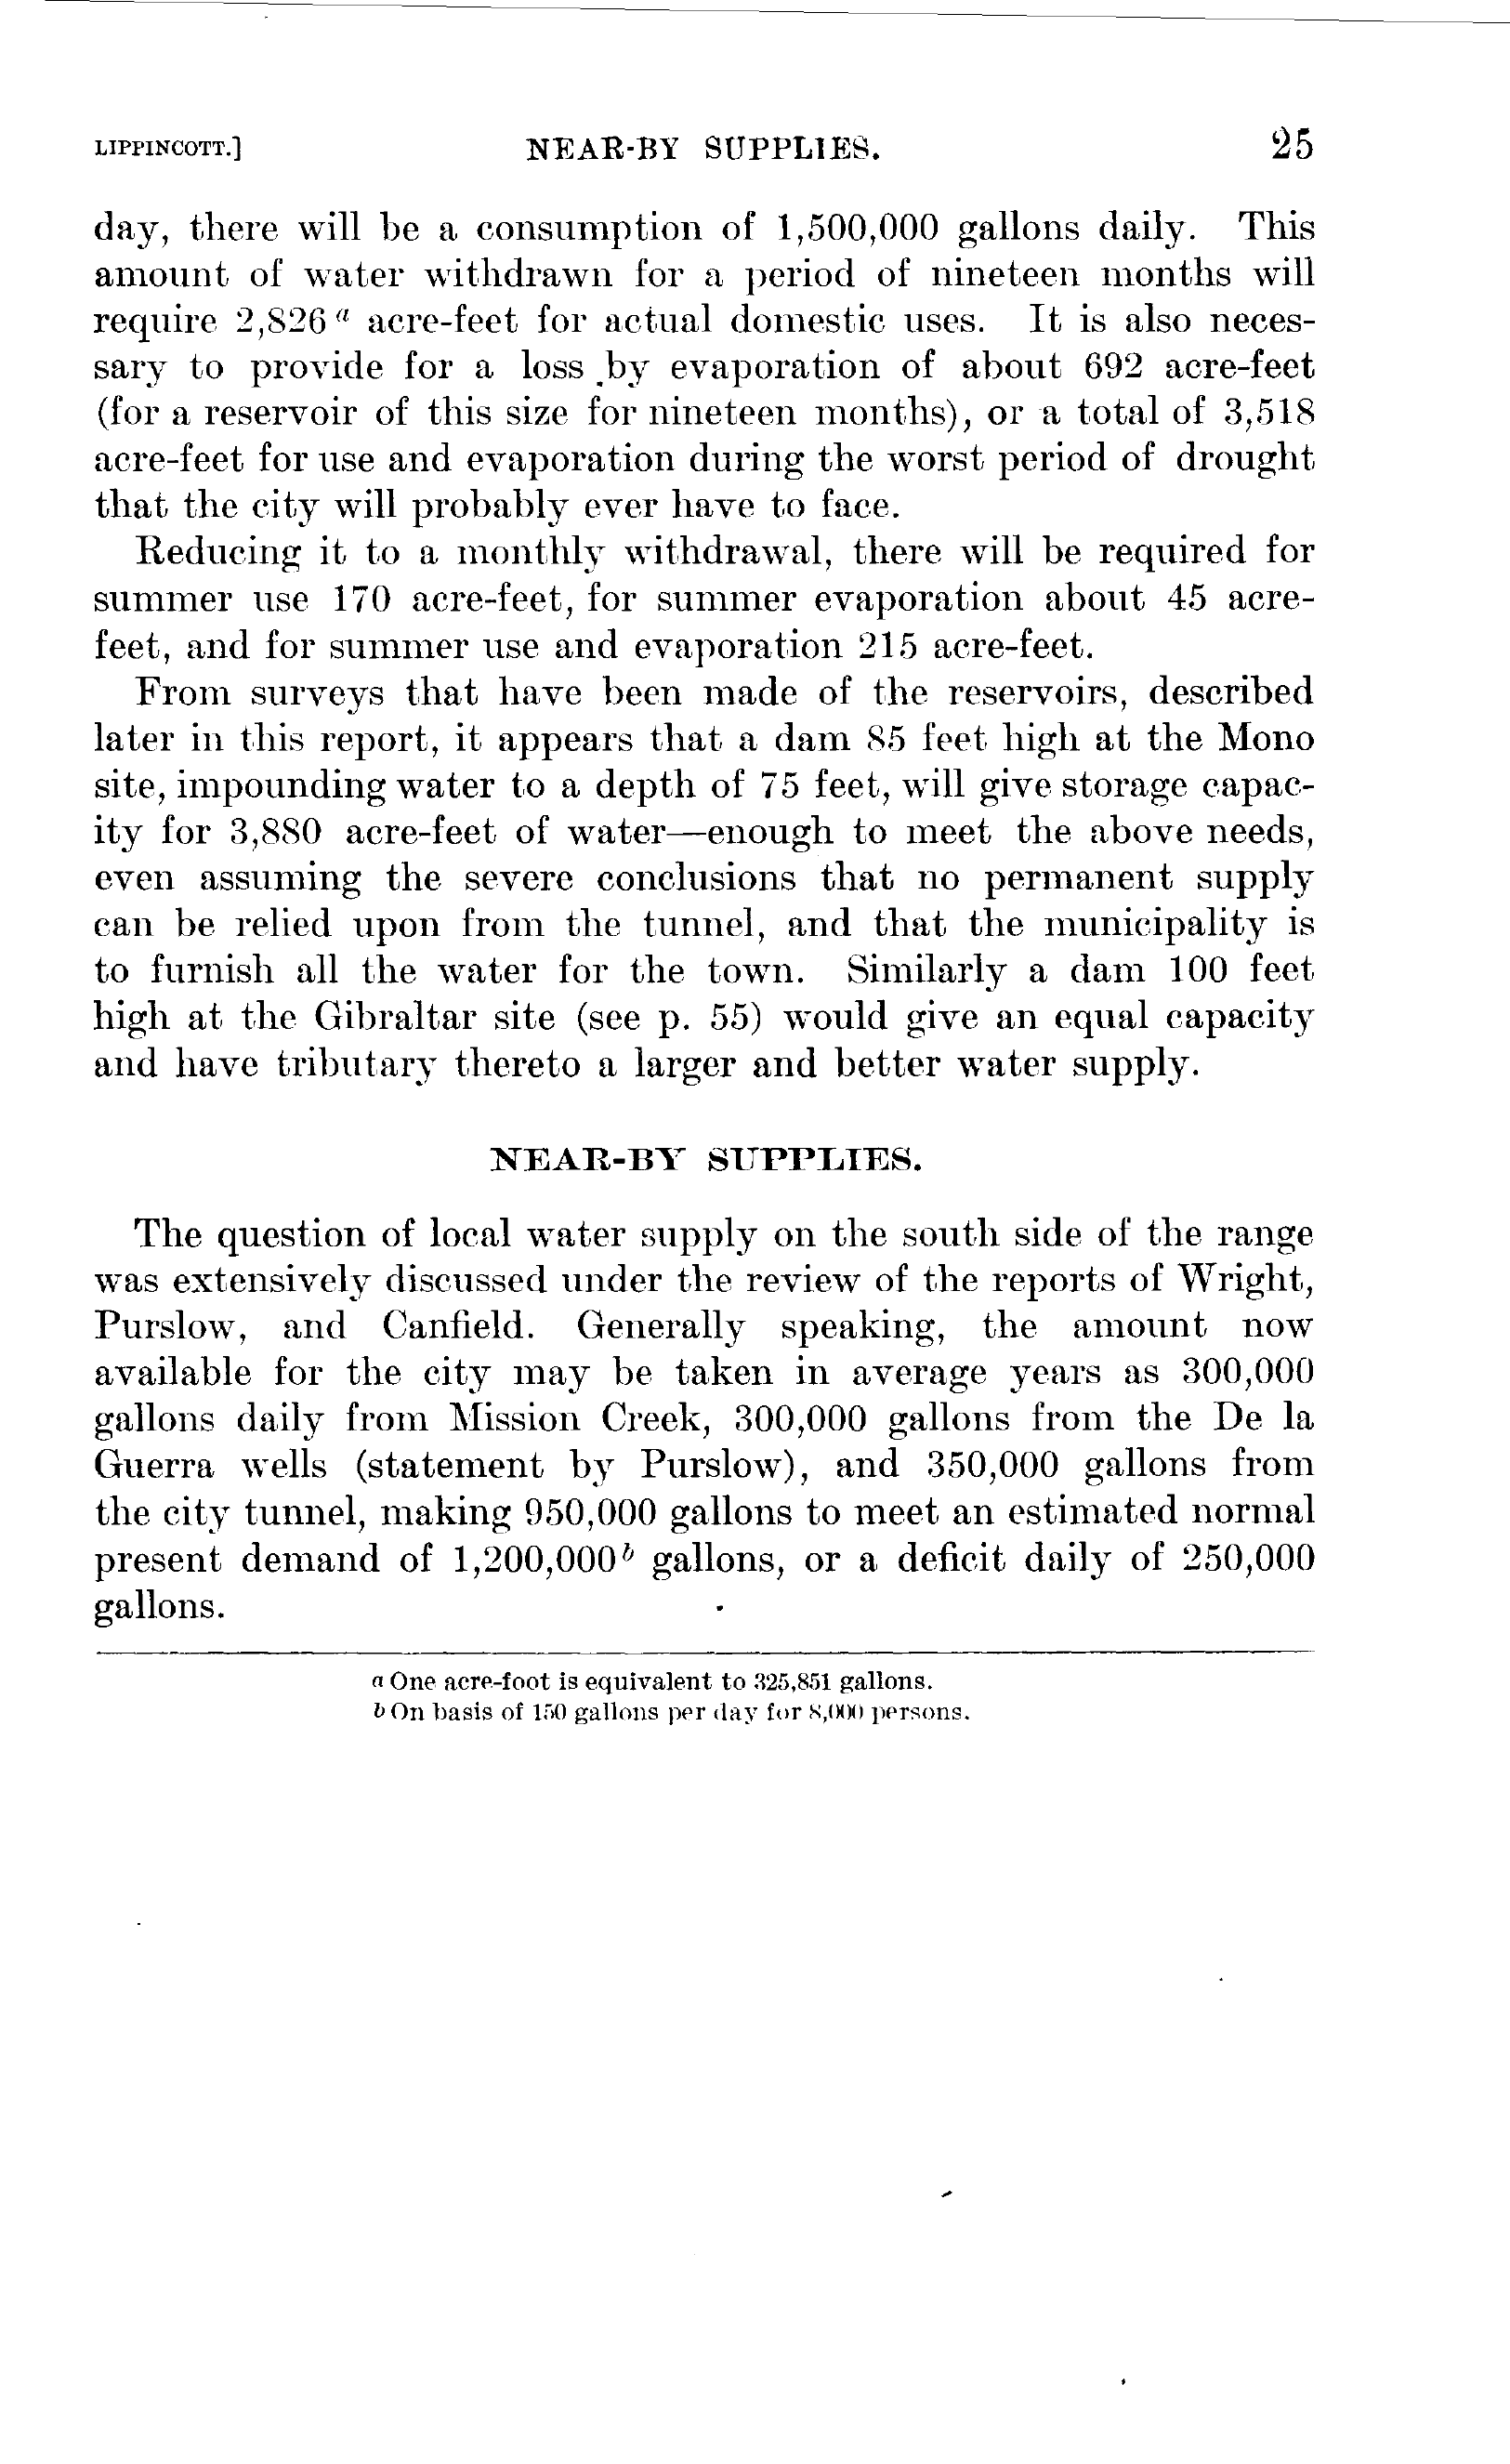 LIPPINCOTT.] NEAR-BY SUPPLIES. 25
day, there will be a consumption of 1,500,000 gallons daily. This
amount of water withdrawn for a period of nineteen months will
require 2,826 a acre-feet for actual domestic uses. It is also neces-
sary to provide for a loss by evaporation of about 692 acre-feet
(for a reservoir of this size for nineteen months), or a total of 3,518
acre-feet for use and evaporation during the worst period of drought
that the city will probably ever have to face.
Reducing it to a monthly withdrawal, there will be required for
summer use 170 acre-feet, for summer evaporation about 45 acre-
feet, and for summer use and evaporation 215 acre-feet.
From surveys that have been made of the reservoirs, described
later in this report, it appears that a dam 85 feet high at the Mono
site, impounding water to a depth of 75 feet, will give storage capac-
ity for 3,880 acre-feet of water—enough to meet the above needs,
even assuming the severe conclusions that no permanent supply
can be relied upon from the tunnel, and that the municipality is
to furnish all the water for the town. Similarly a dam 100 feet
high at the Gibraltar site (see p. 55) would give an equal capacity
and have tributary thereto a larger and better water supply.
NEAR-BY SUPPLIES.
The question of local water supply on the south side of the range
was extensively discussed under the review of the reports of Wright,
Purslow, and Canfield. Generally speaking, the amount now
available for the city may be taken in average years as 300,000
gallons daily from Mission Creek, 300,000 gallons from the De la
Guerra wells (statement by Purslow), and 350,000 gallons from
the city tunnel, making 950,000 gallons to meet an estimated normal
present demand of 1,200,000 b gallons, or a deficit daily of 250,000
gallons.
a One acre-foot is equivalent to 325,851 gallons.
b On basis of 150 gallons per day for 8,000 persons.